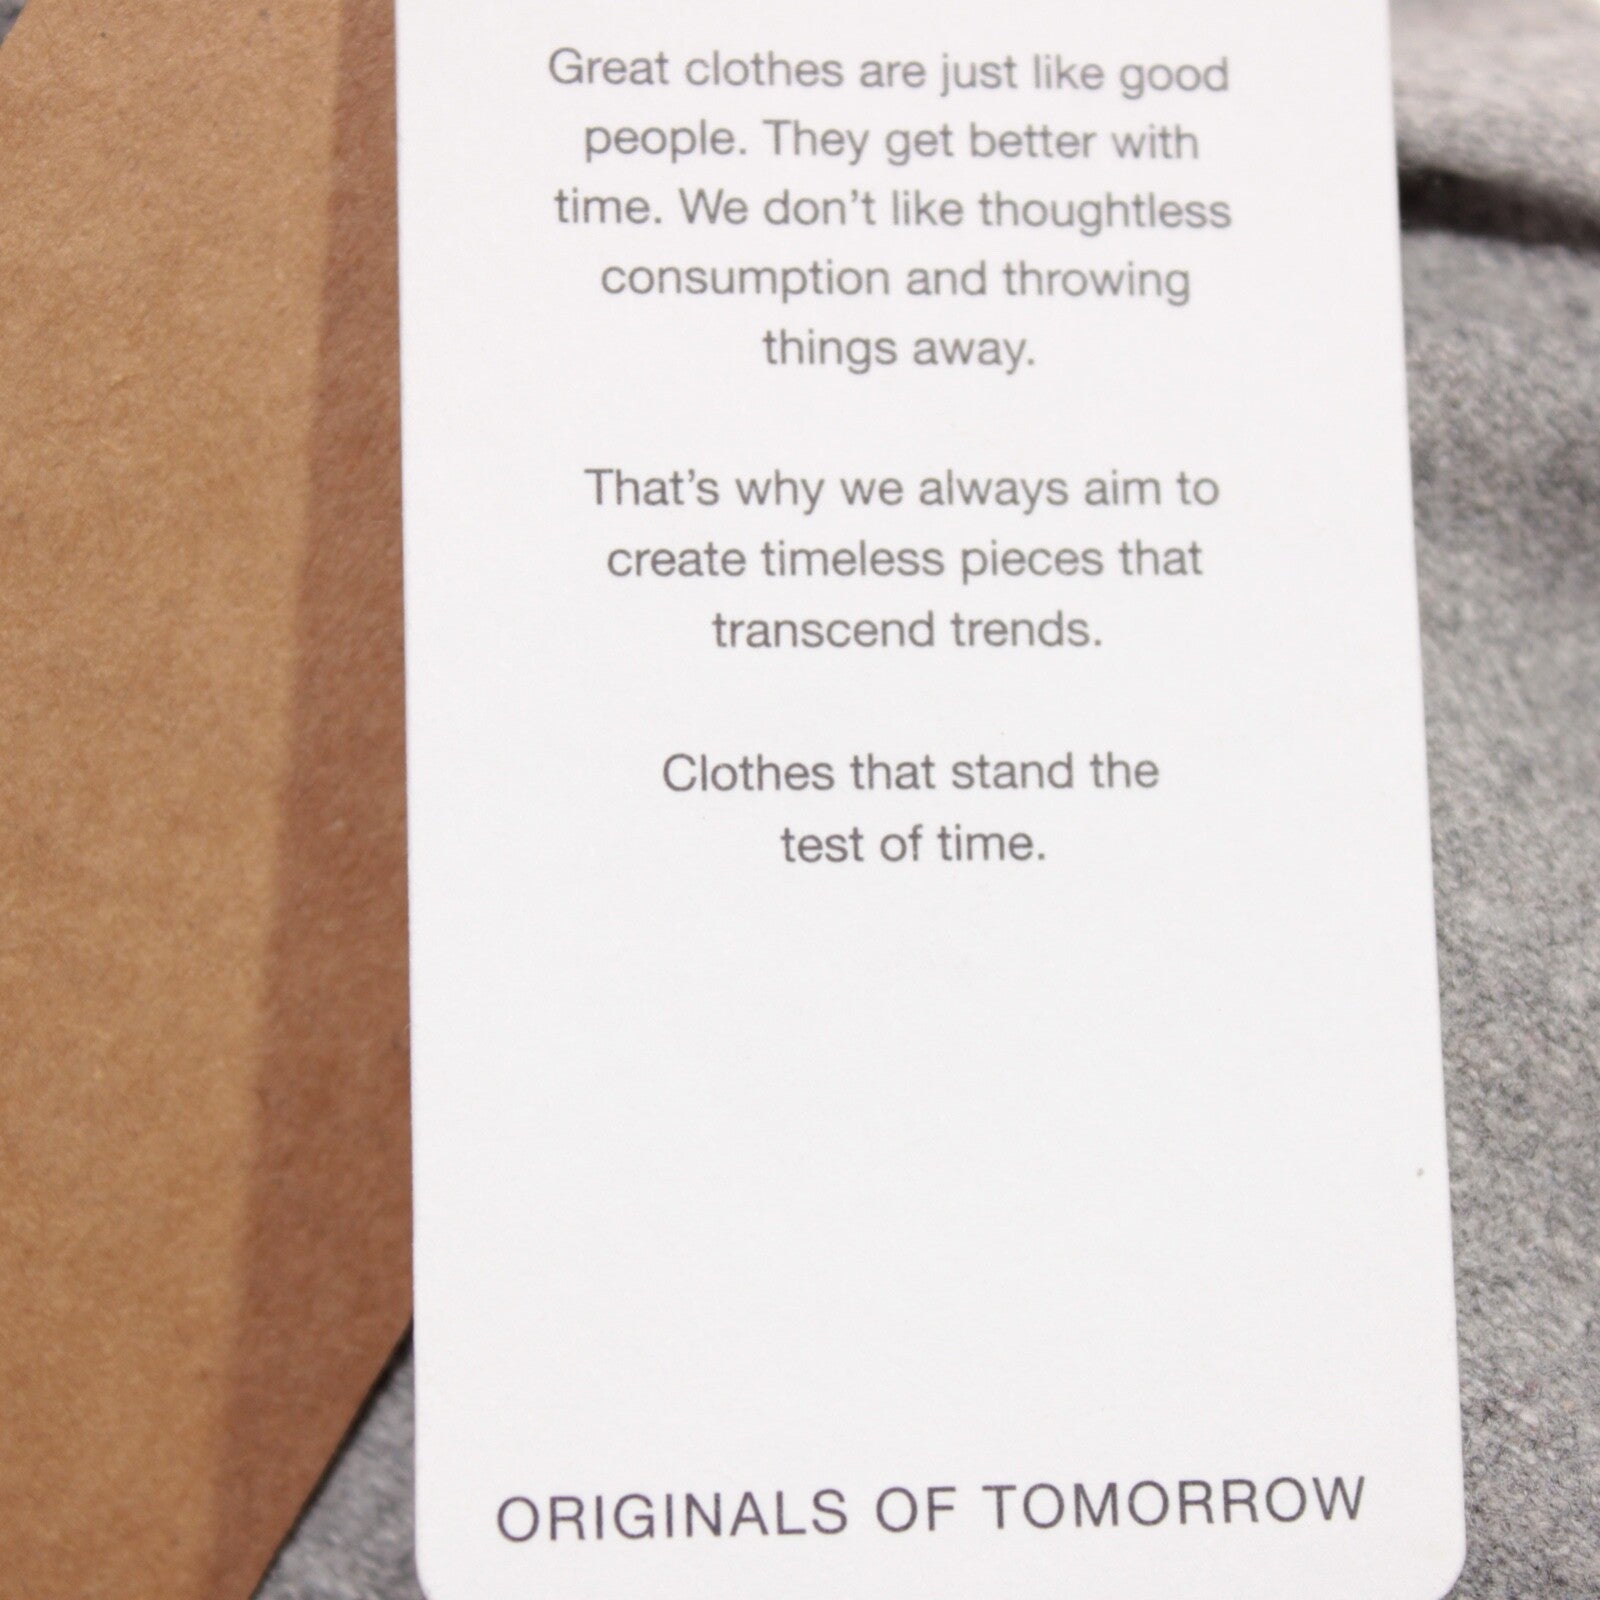 Great clothes are just like good
people. They get better with
time. We don't like thoughtless
consumption and throwing
things away.
That's why we always aim to
create timeless pieces that
transcend trends.
Clothes that stand the
test of time.
ORIGINALS OF TOMORROW